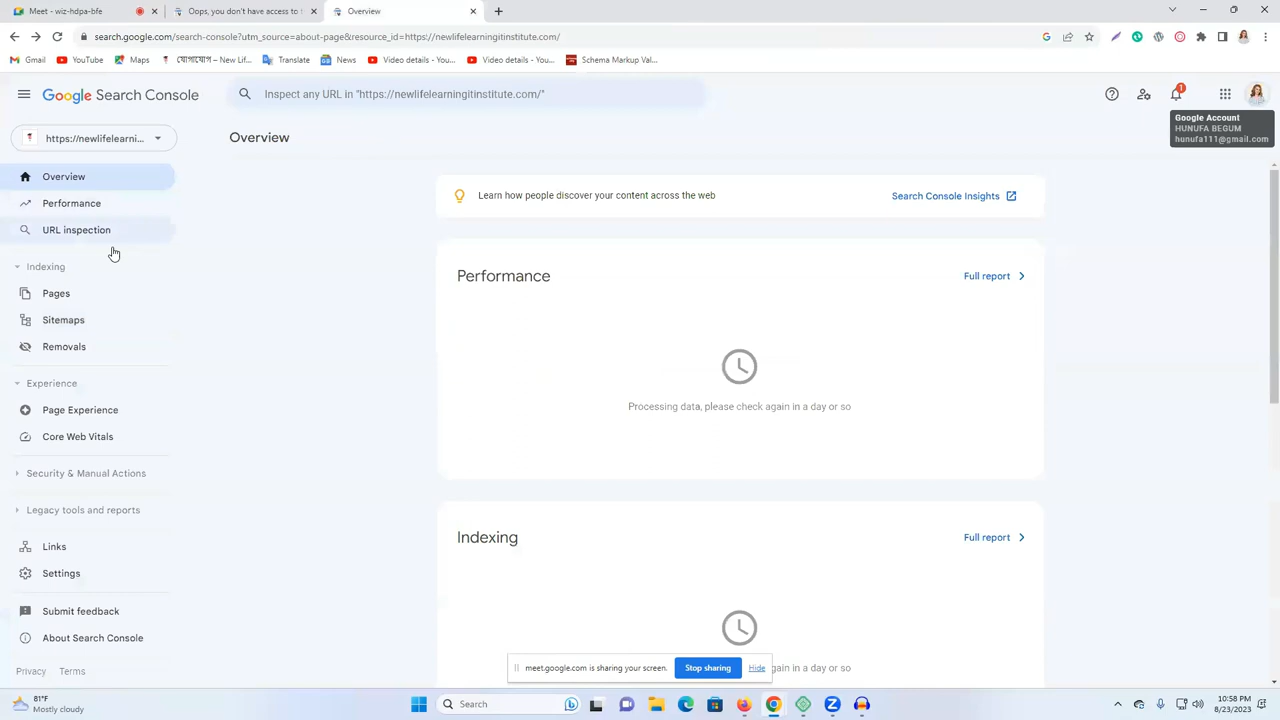 Meet - wiz-hdpa-bfe
Oops, you don't have access to
Overview
search.google.com/search-console?utm_source=about-page&resource_id=https://newlifelearningitinstitute.com/
Gmail
YouTube
Maps
যোগাযোগ – New Lif...
Translate
News
Video details - You...
Video details - You...
Schema Markup Val...
Google Search Console
Inspect any URL in "https://newlifelearningitinstitute.com/"
1
Google Account
HUNUFA BEGUM
hunufa111@gmail.com
https://newlifelearni...
Overview
Overview
Performance
URL inspection
Indexing
Pages
Sitemaps
Removals
Experience
Page Experience
Core Web Vitals
Security & Manual Actions
Legacy tools and reports
Links
Settings
Submit feedback
About Search Console
Privacy Terms
Learn how people discover your content across the web
Search Console Insights
Performance
Full report
Processing data, please check again in a day or so
Indexing
Full report
gain in a day or so
meet.google.com is sharing your screen.
Stop sharing
Hide
81°F
Mostly cloudy
Search
10:58 PM
8/23/2023